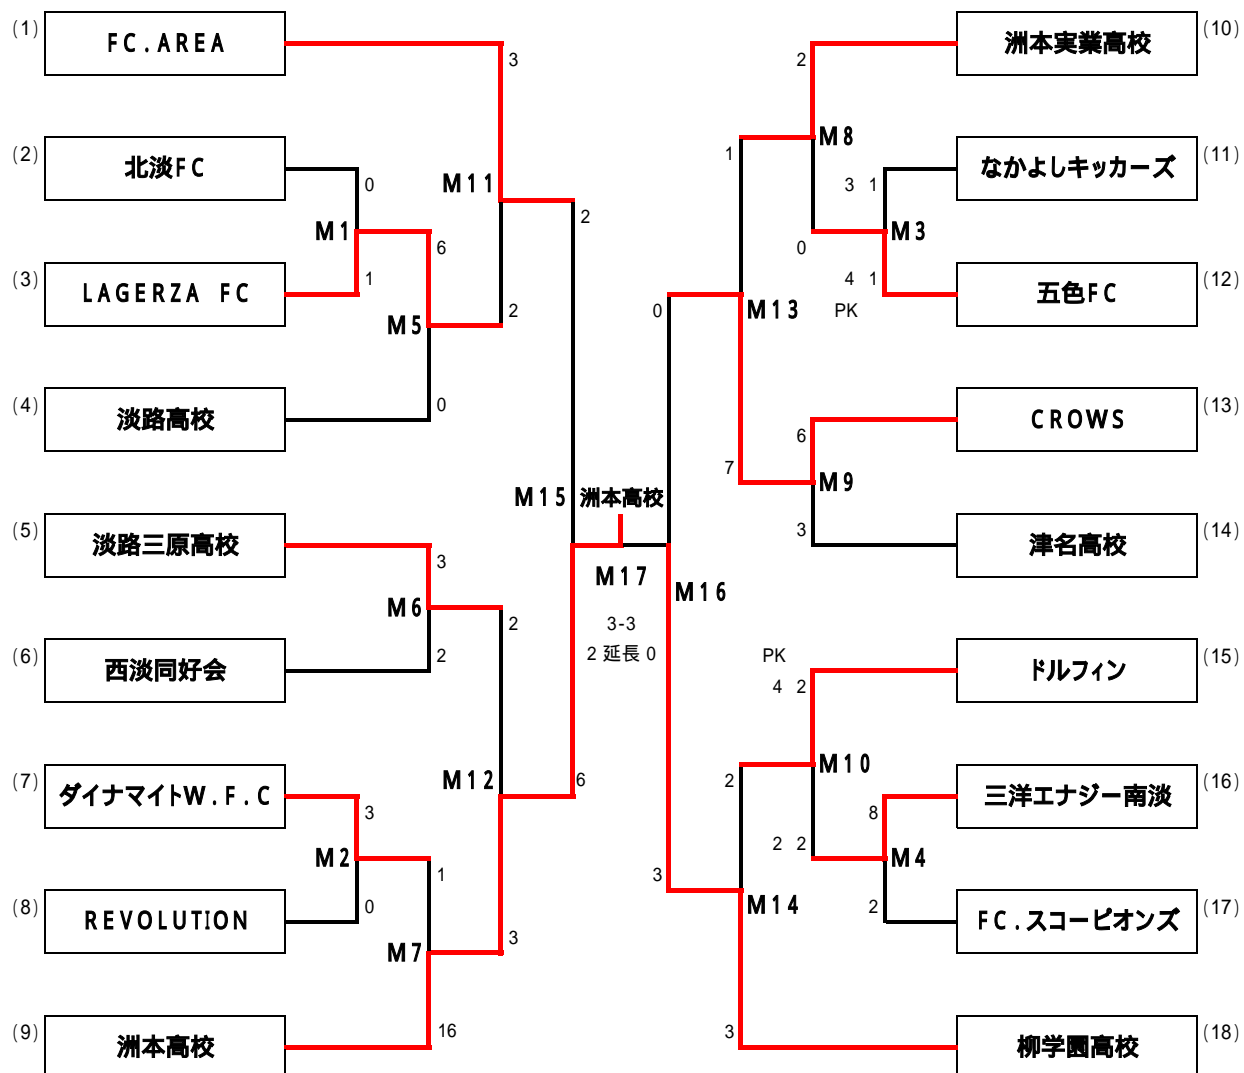 (1) FC.AREA
3
(2) 北淡FC
0
M11
M1
2
6
(3) LAGERZA FC
1
2
M5
(4) 淡路高校
0
M15 洲本高校
(5) 淡路三原高校
3
M17
M6
2
3-3
(6) 西淡同好会
2
2 延長 0
(7) ダイナマイトW.F.C
M12
6
3
M2
1
(8) REVOLUTION
0
3
M7
(9) 洲本高校
16
洲本実業高校 (10)
2
M8
1
なかよしキッカーズ (11)
3 1
M3
0
4 1
五色FC (12)
PK
0
M13
CROWS (13)
6
7
M9
3
津名高校 (14)
M16
PK
ドルフィン (15)
4 2
M10
2
三洋エナジー南淡 (16)
8
2 2
M4
3
M14
2
FC.スコーピオンズ (17)
3
柳学園高校 (18)